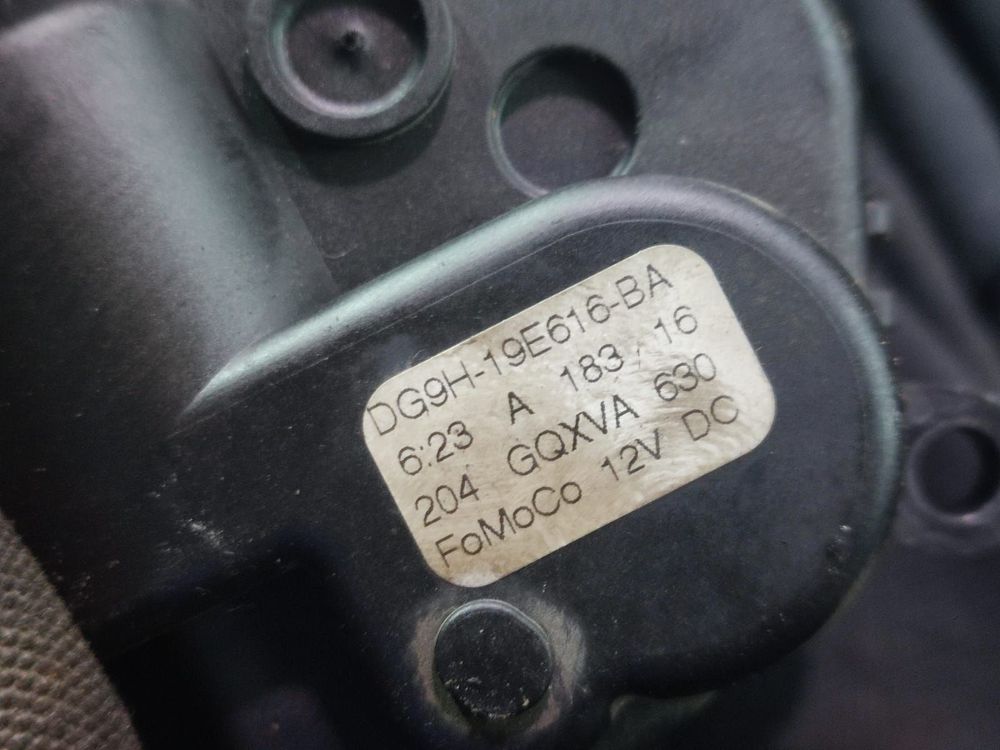 DG9H-19E616-BA
6:23 A 183 / 16
204 GQXVA 630
FoMoCo 12V DC